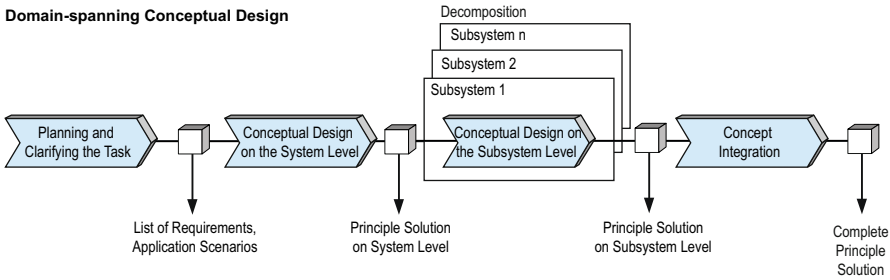 Domain-spanning Conceptual Design
Decomposition
Subsystem n
Subsystem 2
Subsystem 1
Planning and
Clarifying the Task
Conceptual Design
on the System Level
Conceptual Design on
the Subsystem Level
Concept
Integration
List of Requirements,
Application Scenarios
Principle Solution
on System Level
Principle Solution
on Subsystem Level
Complete
Principle
Solution